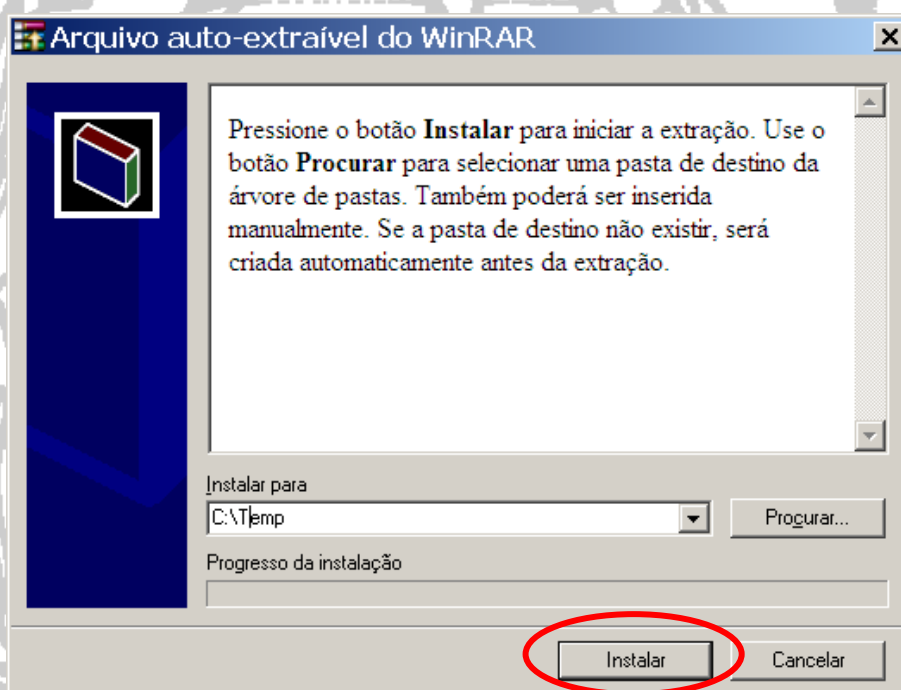 Arquivo auto-extraível do WinRAR
Pressione o botão Instalar para iniciar a extração. Use o
botão Procurar para selecionar uma pasta de destino da
árvore de pastas. Também poderá ser inserida
manualmente. Se a pasta de destino não existir, será
criada automaticamente antes da extração.
Instalar para
C:\Temp
Procurar...
Progresso da instalação
Instalar
Cancelar